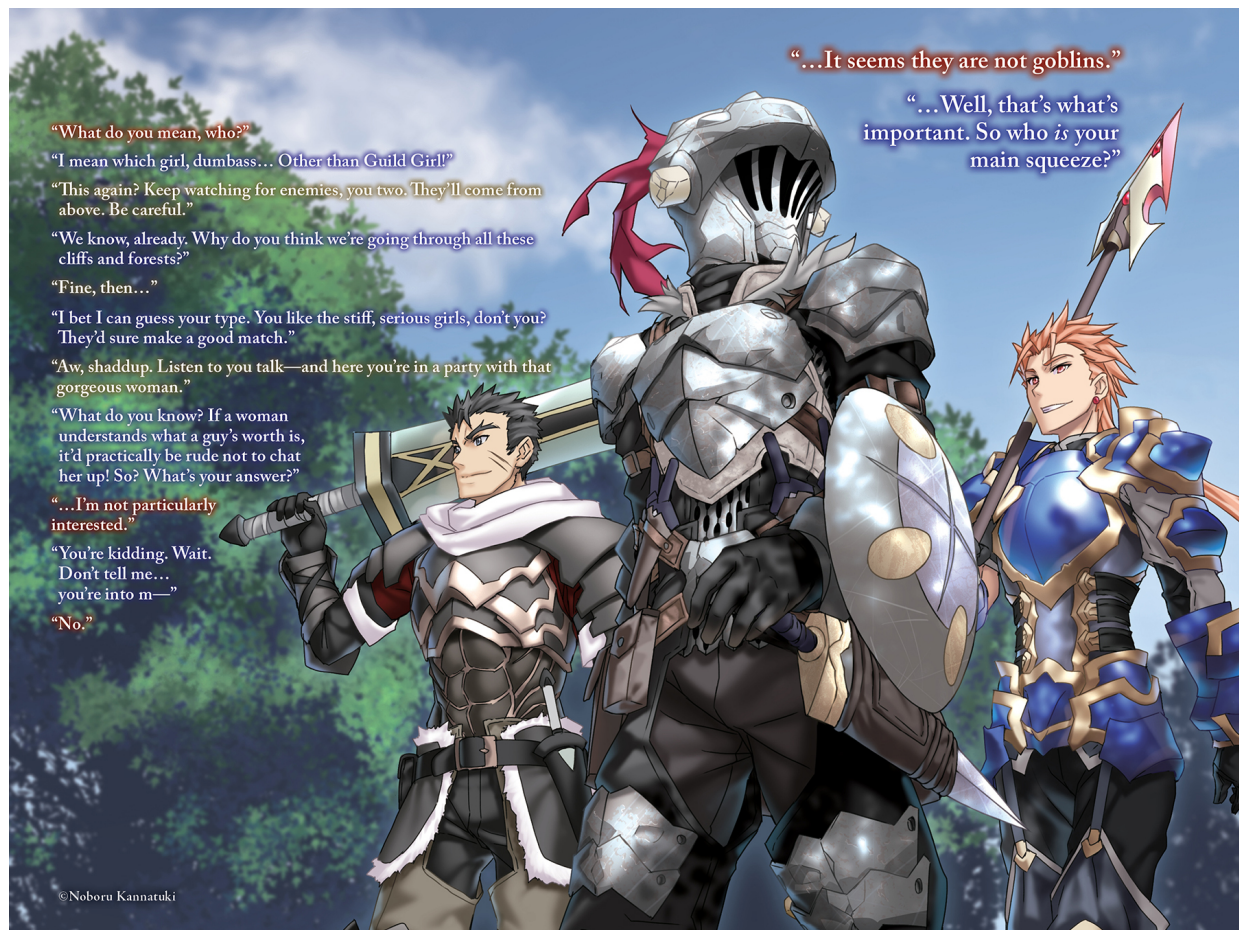 “...It seems they are not goblins.”
“...Well, that’s what’s
important. So who is your
main squeeze?”
“What do you mean, who?”
“I mean which girl, dumbass... Other than Guild Girl!”
“This again? Keep watching for enemies, you two. They’ll come from
above. Be careful.”
“We know, already. Why do you think we’re going through all these
cliffs and forests?”
“Fine, then...”
“I bet I can guess your type. You like the stiff, serious girls, don’t you?
They’d sure make a good match.”
“Aw, shaddup. Listen to you talk—and here you’re in a party with that
gorgeous woman.”
“What do you know? If a woman
understands what a guy’s worth is,
it’d practically be rude not to chat
her up! So? What’s your answer?”
“...I’m not particularly
interested.”
“You’re kidding. Wait.
Don’t tell me...
you’re into m—”
“No.”
©Noboru Kannatuki